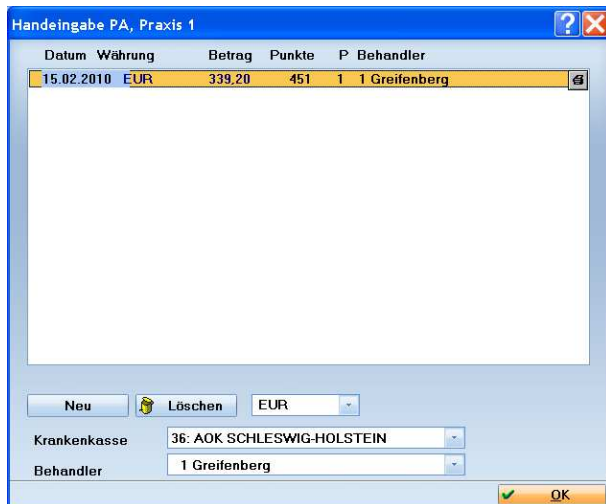 Handeingabe PA, Praxis 1
Datum Währung Betrag Punkte P Behandler
15.02.2010 EUR 339,20 451 1 1 Greifenberg
Neu Löschen EUR
Krankenkasse 36: AOK SCHLESWIG-HOLSTEIN
Behandler 1 Greifenberg
OK